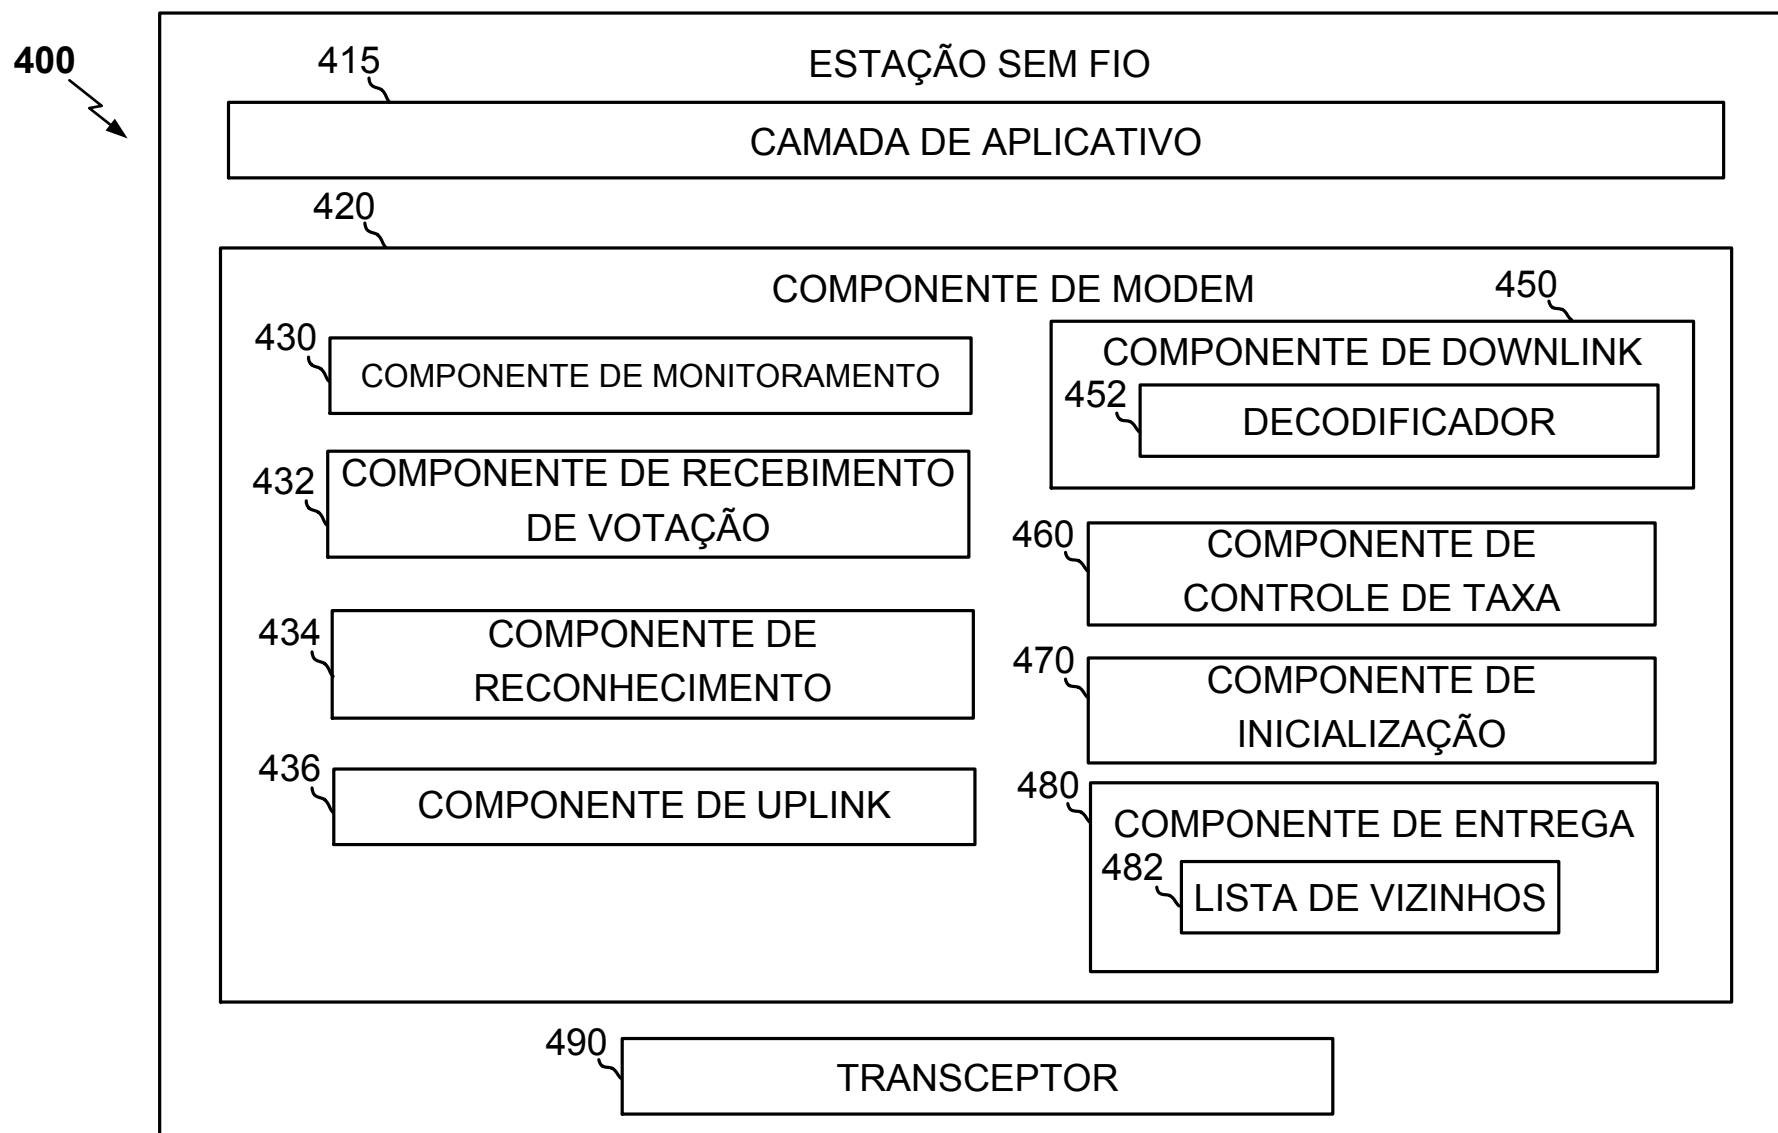 400
415
ESTAÇÃO SEM FIO
CAMADA DE APLICATIVO
420
COMPONENTE DE MODEM
430
COMPONENTE DE MONITORAMENTO
432
COMPONENTE DE RECEBIMENTO
DE VOTAÇÃO
434
COMPONENTE DE
RECONHECIMENTO
436
COMPONENTE DE UPLINK
450
COMPONENTE DE DOWNLINK
452
DECODIFICADOR
460
COMPONENTE DE
CONTROLE DE TAXA
470
COMPONENTE DE
INICIALIZAÇÃO
480
COMPONENTE DE ENTREGA
482
LISTA DE VIZINHOS
490
TRANSCEPTOR